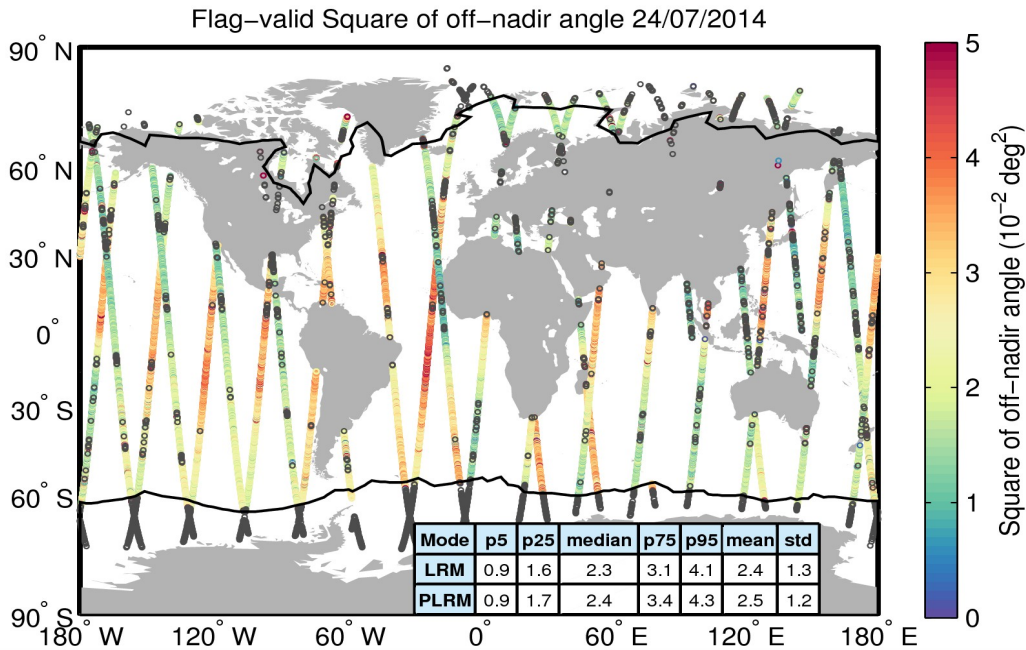 Flag−valid Square of off−nadir angle 24/07/2014
90° N
60° N
30° N
0°
30° S
60° S
90° S
180° W
120° W
60° W
0°
60° E
120° E
180° E
5
4
3
2
1
0
Square of off−nadir angle (10⁻² deg²)
Mode p5 p25 median p75 p95 mean std
LRM 0.9 1.6 2.3 3.1 4.1 2.4 1.3
PLRM 0.9 1.7 2.4 3.4 4.3 2.5 1.2